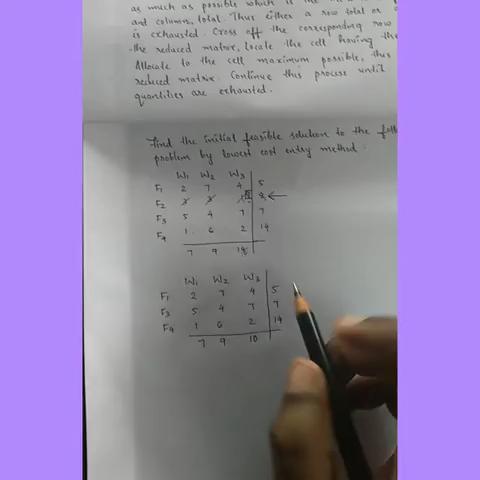 as much as possible which is the
and column, total. Thus either a row total or a
is exhausted. Cross off the corresponding row
the reduced matrix, locate the cell having the
Allocate to the cell maximum possible, thus
reduced matrix. Continue this process until
quantities are exhausted.
Find the initial feasible solution to the foll
problem by lowest cost entry method.
W1 W2 W3
F1 2 7 4 5
F2 3 3 1 8 8 ←
F3 5 4 7 7
F4 1 6 2 14
7 9 18
W1 W2 W3
F1 2 7 4 5
F3 5 4 7 7
F4 1 6 2 14
7 9 10